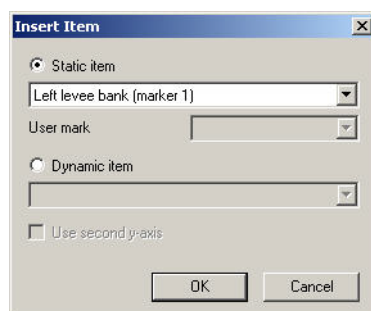 Insert Item
Static item
Left levee bank (marker 1)
User mark
Dynamic item
Use second y-axis
OK Cancel